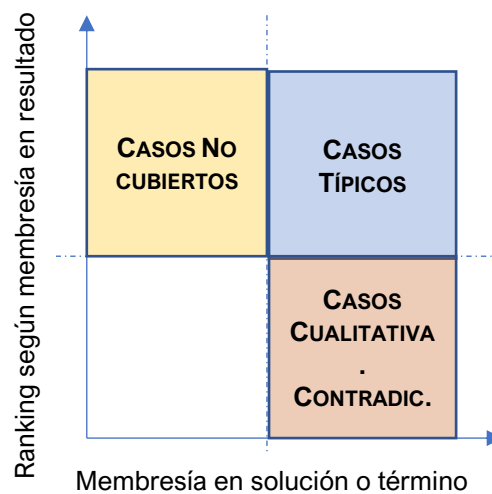 Ranking según membresía en resultado
CASOS NO
CUBIERTOS
CASOS
TÍPICOS
CASOS
CUALITATIVA
.
CONTRADIC.
Membresía en solución o término